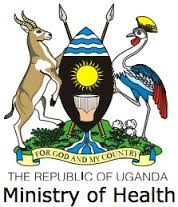 FOR GOD AND MY COUNTRY
THE REPUBLIC OF UGANDA
Ministry of Health